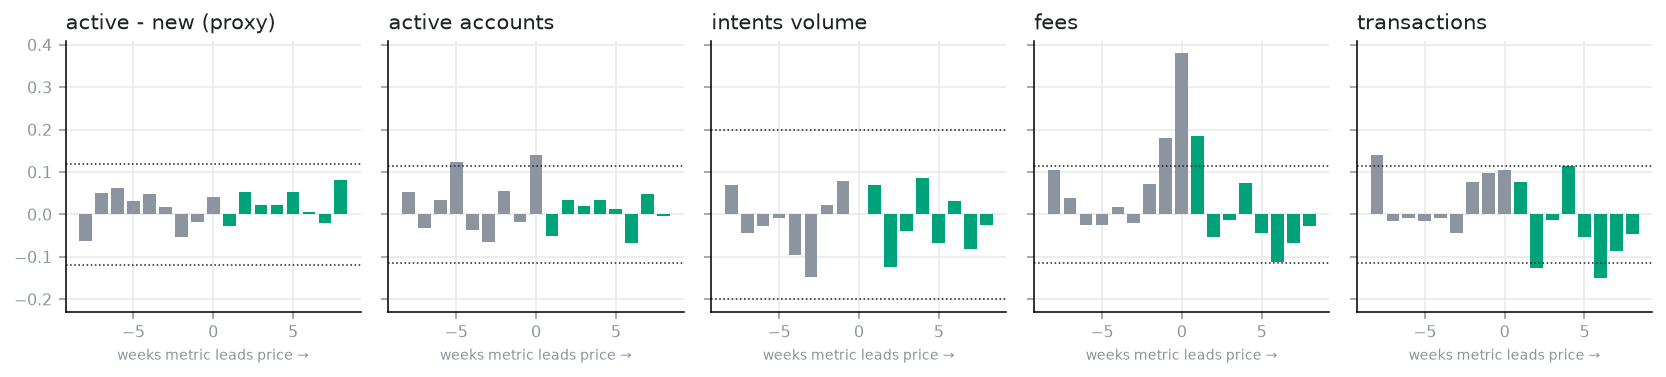 active - new (proxy)
active accounts
intents volume
fees
transactions
0.4
0.3
0.2
0.1
0.0
−0.1
−0.2
−5 0 5
−5 0 5
−5 0 5
−5 0 5
−5 0 5
weeks metric leads price →
weeks metric leads price →
weeks metric leads price →
weeks metric leads price →
weeks metric leads price →